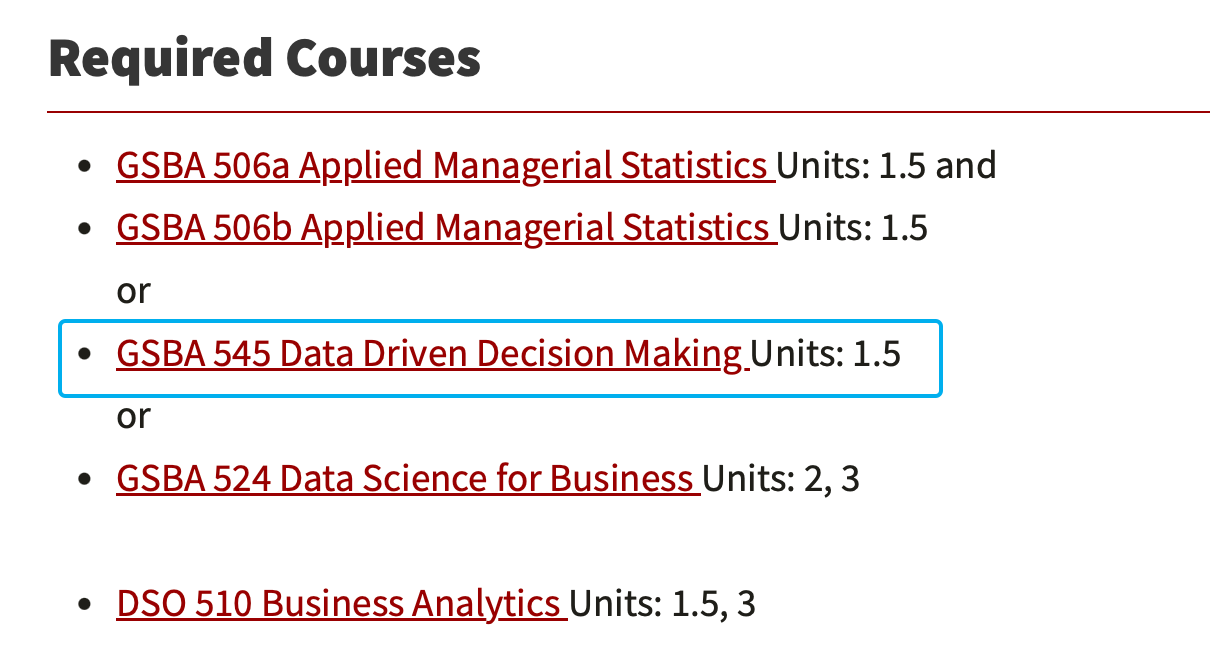 Required Courses
• GSBA 506a Applied Managerial Statistics Units: 1.5 and
• GSBA 506b Applied Managerial Statistics Units: 1.5
or
• GSBA 545 Data Driven Decision Making Units: 1.5
or
• GSBA 524 Data Science for Business Units: 2, 3
• DSO 510 Business Analytics Units: 1.5, 3